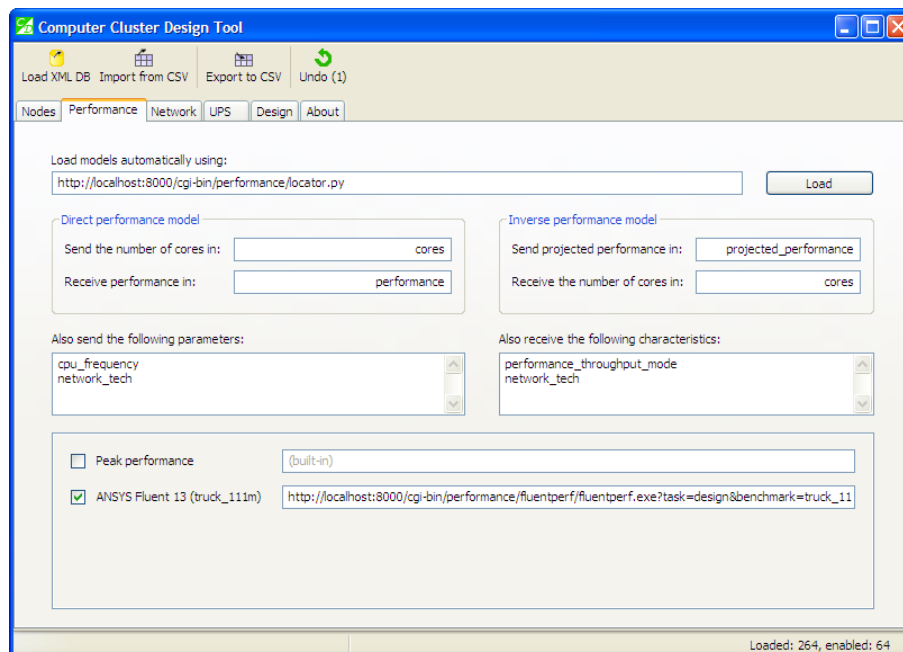 Computer Cluster Design Tool
Load XML DB Import from CSV Export to CSV Undo (1)
Nodes Performance Network UPS Design About
Load models automatically using:
http://localhost:8000/cgi-bin/performance/locator.py Load
Direct performance model Inverse performance model
Send the number of cores in: cores Send projected performance in: projected_performance
Receive performance in: performance Receive the number of cores in: cores
Also send the following parameters: Also receive the following characteristics:
cpu_frequency performance_throughput_mode
network_tech network_tech
Peak performance (built-in)
ANSYS Fluent 13 (truck_111m) http://localhost:8000/cgi-bin/performance/fluentperf/fluentperf.exe?task=design&benchmark=truck_11
Loaded: 264, enabled: 64